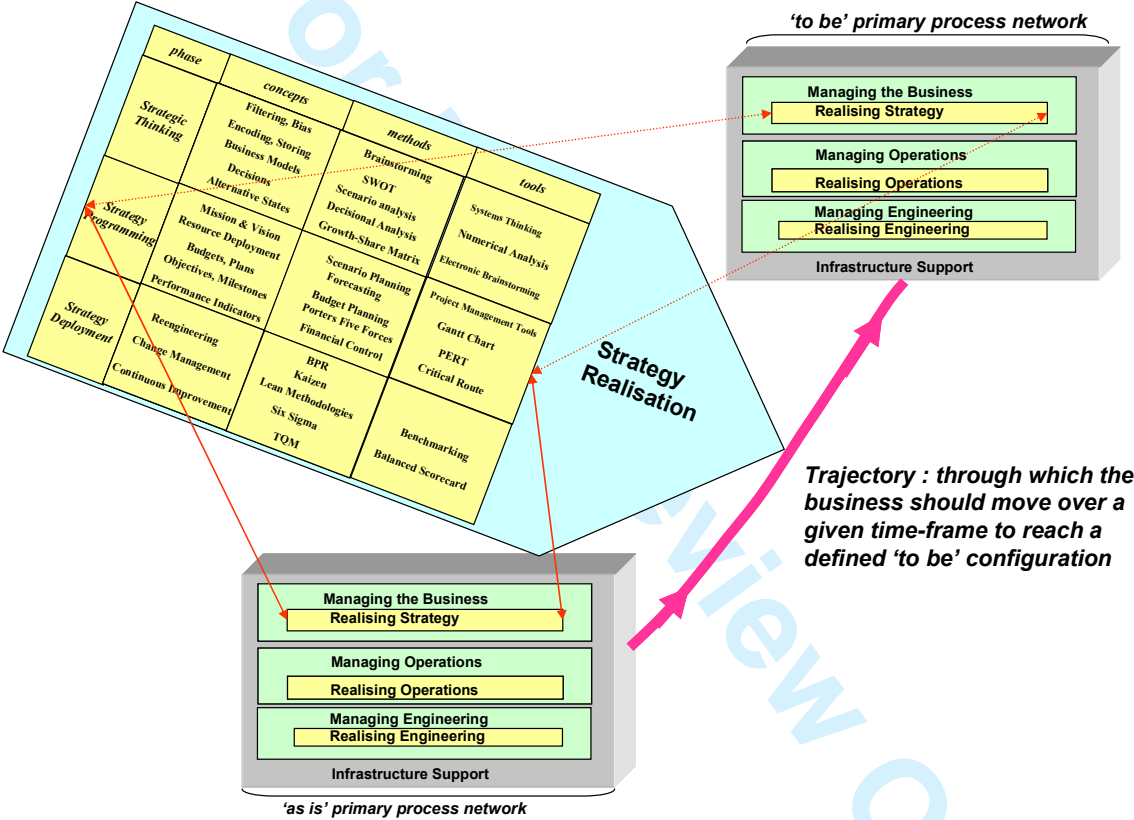 'to be' primary process network
Managing the Business
Realising Strategy
Managing Operations
Realising Operations
Managing Engineering
Realising Engineering
Infrastructure Support
phase
concepts
methods
tools
Strategic
Thinking
Filtering, Bias
Encoding, Storing
Business Models
Decisions
Alternative States
Brainstorming
SWOT
Scenario analysis
Decisional Analysis
Growth-Share Matrix
Systems Thinking
Numerical Analysis
Electronic Brainstorming
Strategy
Programming
Mission & Vision
Resource Deployment
Budgets, Plans
Objectives, Milestones
Performance Indicators
Scenario Planning
Forecasting
Budget Planning
Porters Five Forces
Financial Control
Project Management Tools
Gantt Chart
PERT
Critical Route
Strategy
Deployment
Reengineering
Change Management
Continuous Improvement
BPR
Kaizen
Lean Methodologies
Six Sigma
TQM
Benchmarking
Balanced Scorecard
Strategy
Realisation
Trajectory : through which the
business should move over a
given time-frame to reach a
defined 'to be' configuration
Managing the Business
Realising Strategy
Managing Operations
Realising Operations
Managing Engineering
Realising Engineering
Infrastructure Support
'as is' primary process network